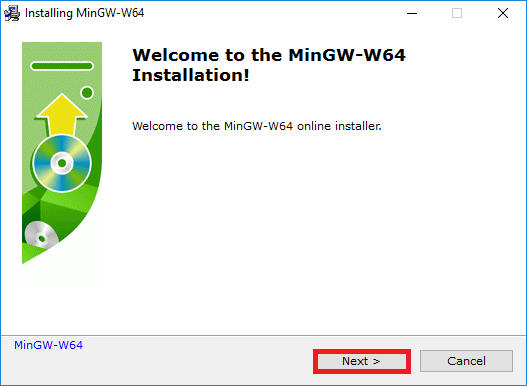 Installing MinGW-W64
Welcome to the MinGW-W64
Installation!
Welcome to the MinGW-W64 online installer.
MinGW-W64
Next >
Cancel